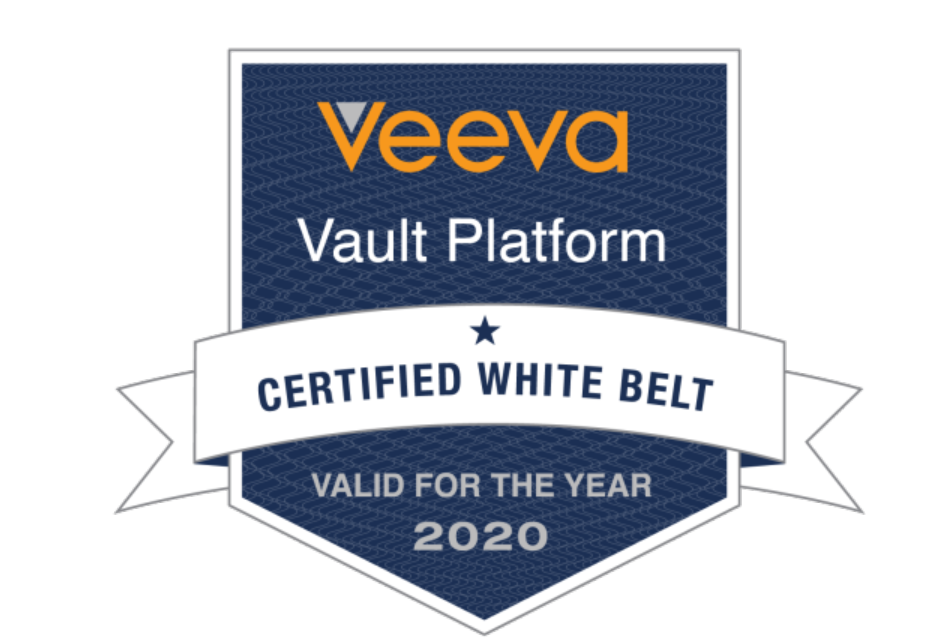 Veeva
Vault Platform
CERTIFIED WHITE BELT
VALID FOR THE YEAR
2020